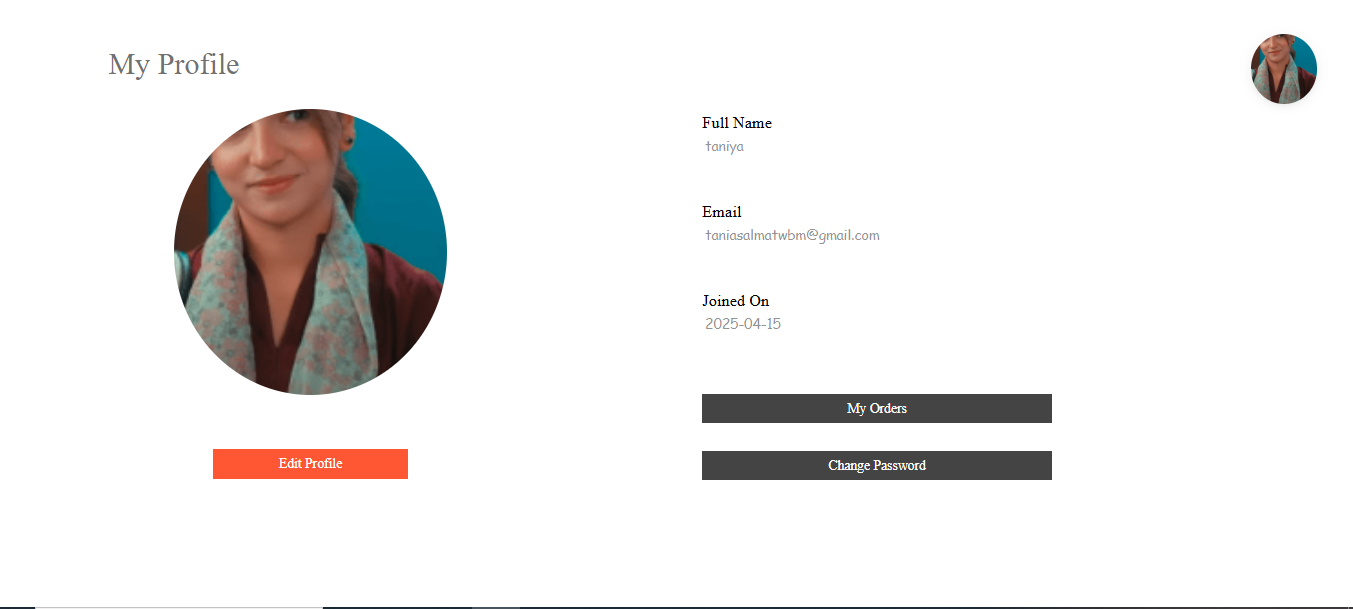 My Profile
Full Name
taniya
Email
taniasalmatwbm@gmail.com
Joined On
2025-04-15
My Orders
Change Password
Edit Profile